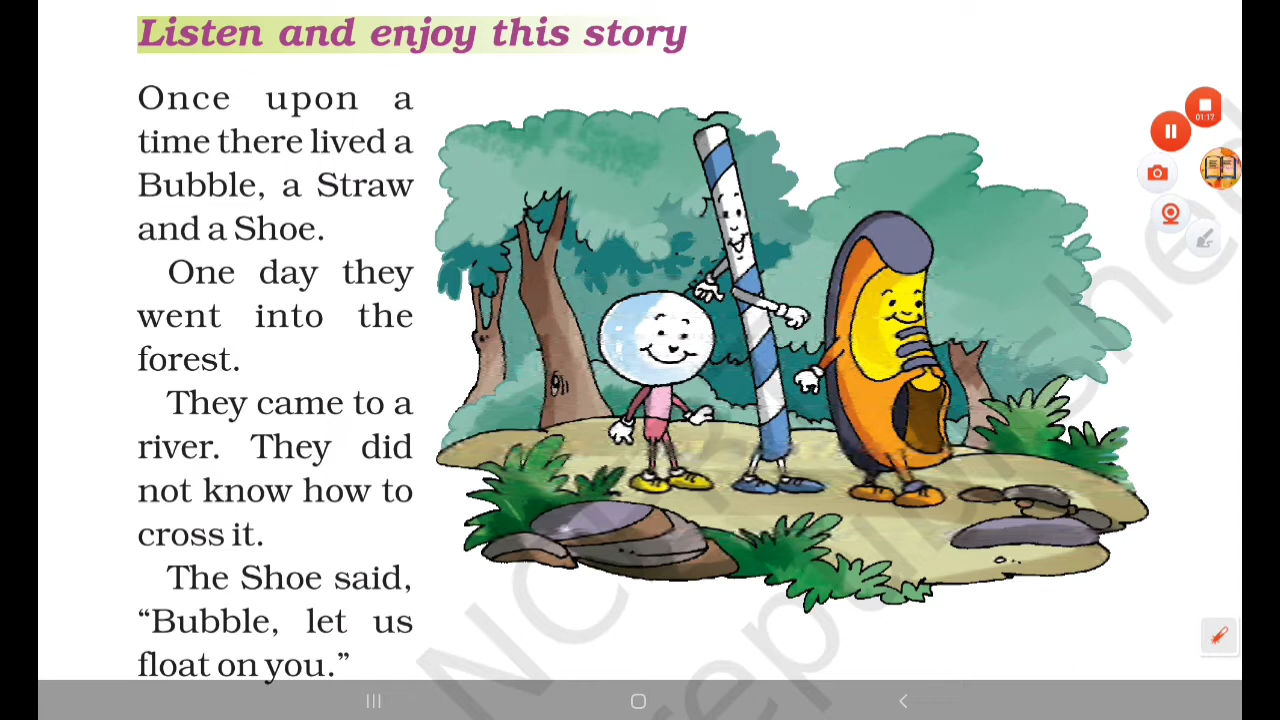 Listen and enjoy this story
Once upon a
time there lived a
Bubble, a Straw
and a Shoe.
One day they
went into the
forest.
They came to a
river. They did
not know how to
cross it.
The Shoe said,
“Bubble, let us
float on you.”
01:17